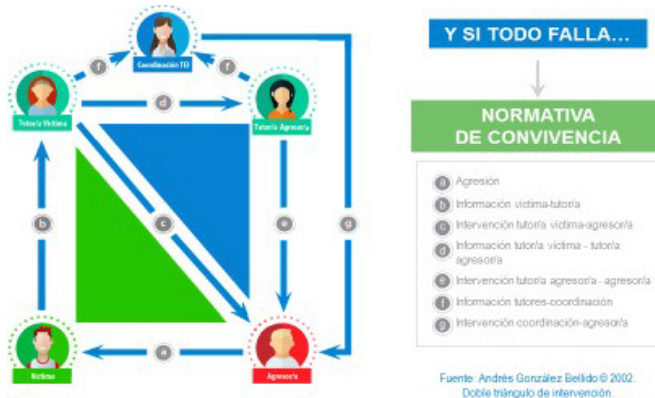 Coordinación TEI
f
f
d
Tutor/a Víctima
Tutor/a Agresor/a
b
c
e
g
a
Víctima
Agresor/a
Y SI TODO FALLA...
NORMATIVA
DE CONVIVENCIA
a Agresión
b Información víctima-tutor/a
c Intervención tutor/a víctima-agresor/a
d Información tutor/a víctima - tutor/a
agresor/a
e Intervención tutor/a agresor/a - agresor/a
f Información tutores-coordinación
g Intervención coordinación-agresor/a
Fuente: Andrés González Bellido © 2002.
Doble triángulo de intervención.